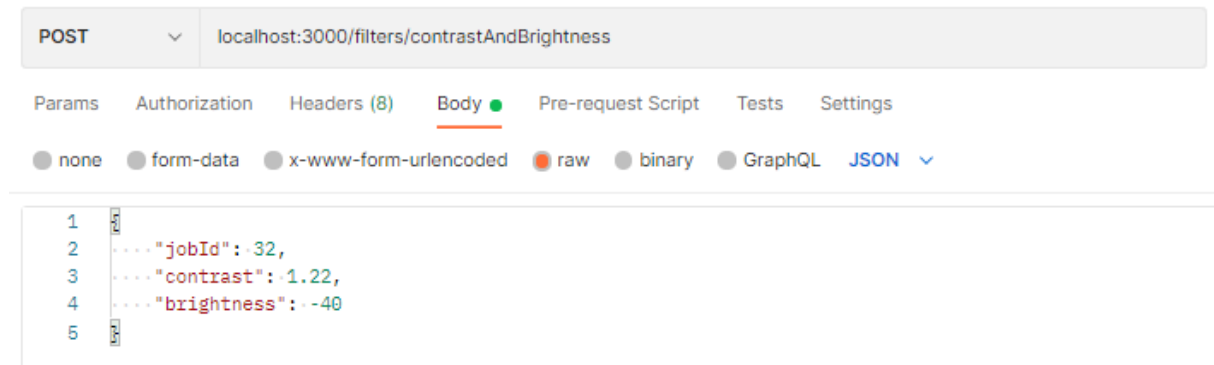 POST localhost:3000/filters/contrastAndBrightness
Params Authorization Headers (8) Body Pre-request Script Tests Settings
none form-data x-www-form-urlencoded raw binary GraphQL JSON
1 {
2 "jobId": 32,
3 "contrast": 1.22,
4 "brightness": -40
5 }